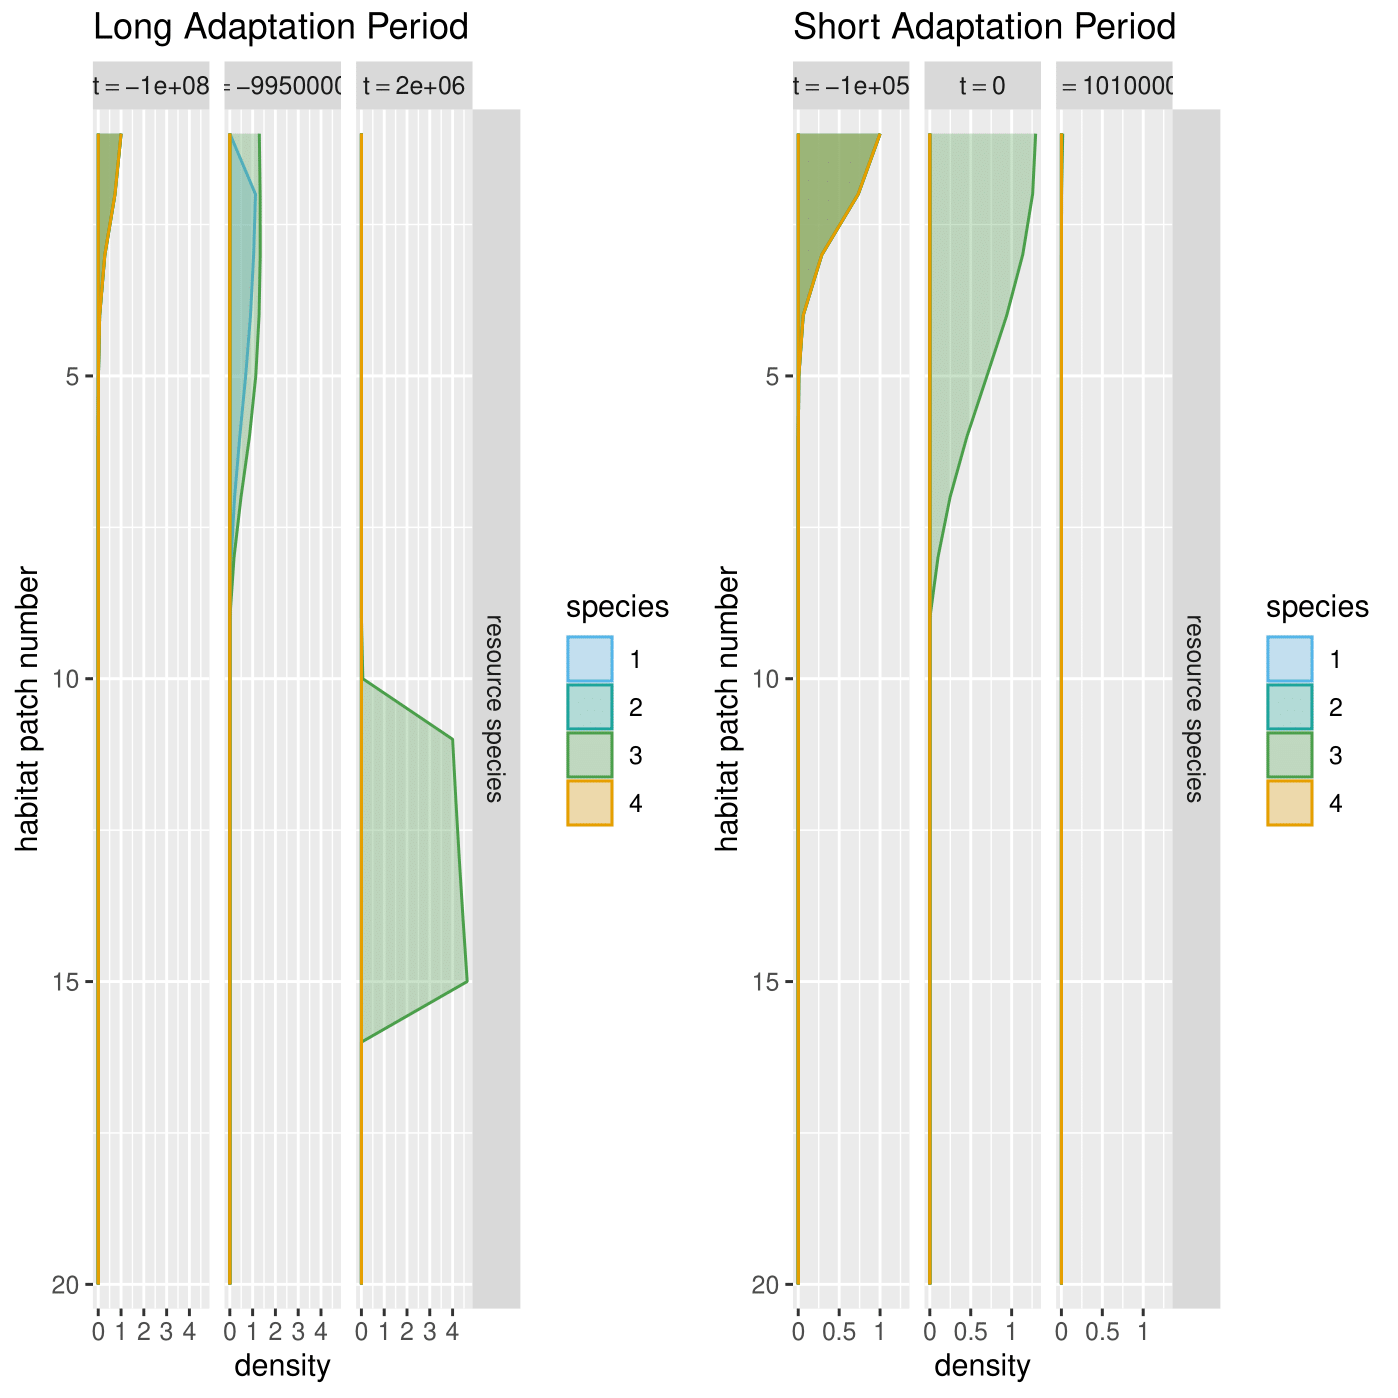 Long Adaptation Period
t = −1e+08
= −9950000
t = 2e+06
5
10
15
20
habitat patch number
0 1 2 3 4
0 1 2 3 4
0 1 2 3 4
density
resource species
species
1
2
3
4
Short Adaptation Period
t = −1e+05
t = 0
= 1010000
5
10
15
20
habitat patch number
0 0.5 1
0 0.5 1
0 0.5 1
density
resource species
species
1
2
3
4